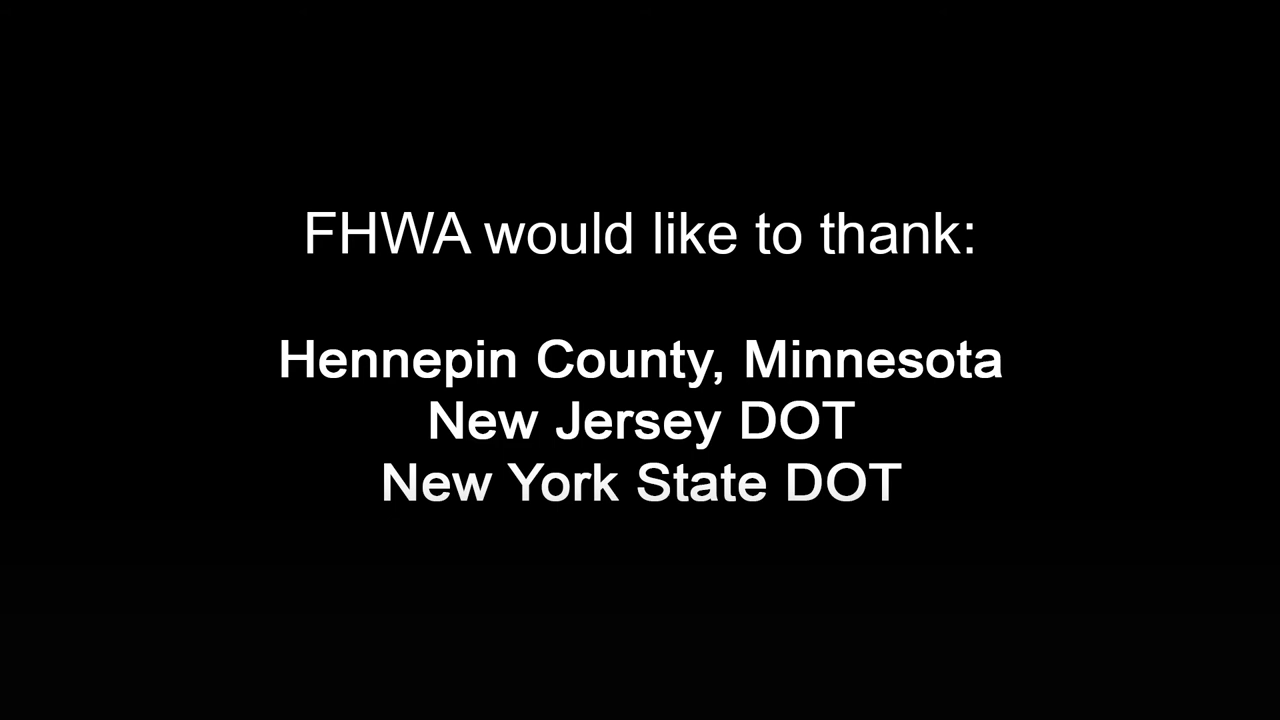 FHWA would like to thank:
Hennepin County, Minnesota
New Jersey DOT
New York State DOT